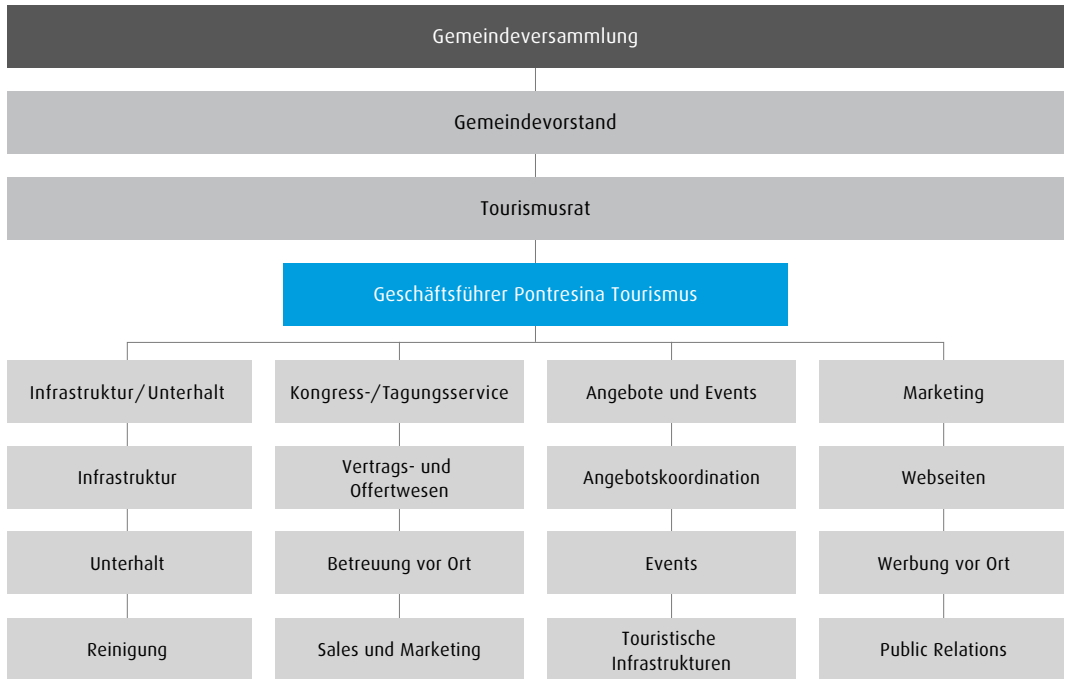 Gemeindeversammlung
Gemeindevorstand
Tourismusrat
Geschäftsführer Pontresina Tourismus
Infrastruktur/Unterhalt
Kongress-/Tagungsservice
Angebote und Events
Marketing
Infrastruktur
Vertrags- und
Offertwesen
Angebotskoordination
Webseiten
Unterhalt
Betreuung vor Ort
Events
Werbung vor Ort
Reinigung
Sales und Marketing
Touristische
Infrastrukturen
Public Relations